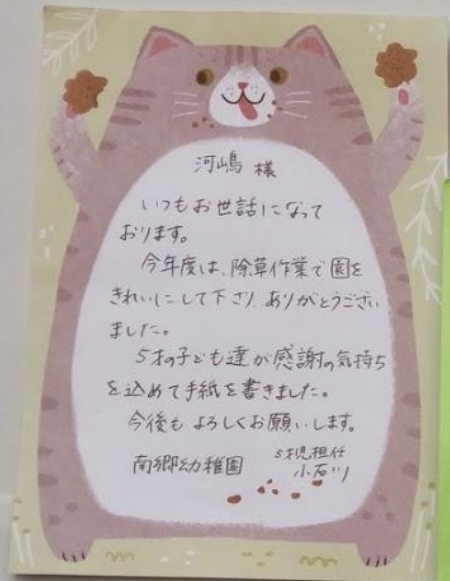 河嶋 様
いつもお世話になって
おります。
今年度は、除草作業で園を
きれいにして下さり、ありがとうござい
ました。
5才の子ども達が感謝の気持ち
を込めて手紙を書きました。
今後も よろしくお願いします。
南郷幼稚園
5才児担任
小石川